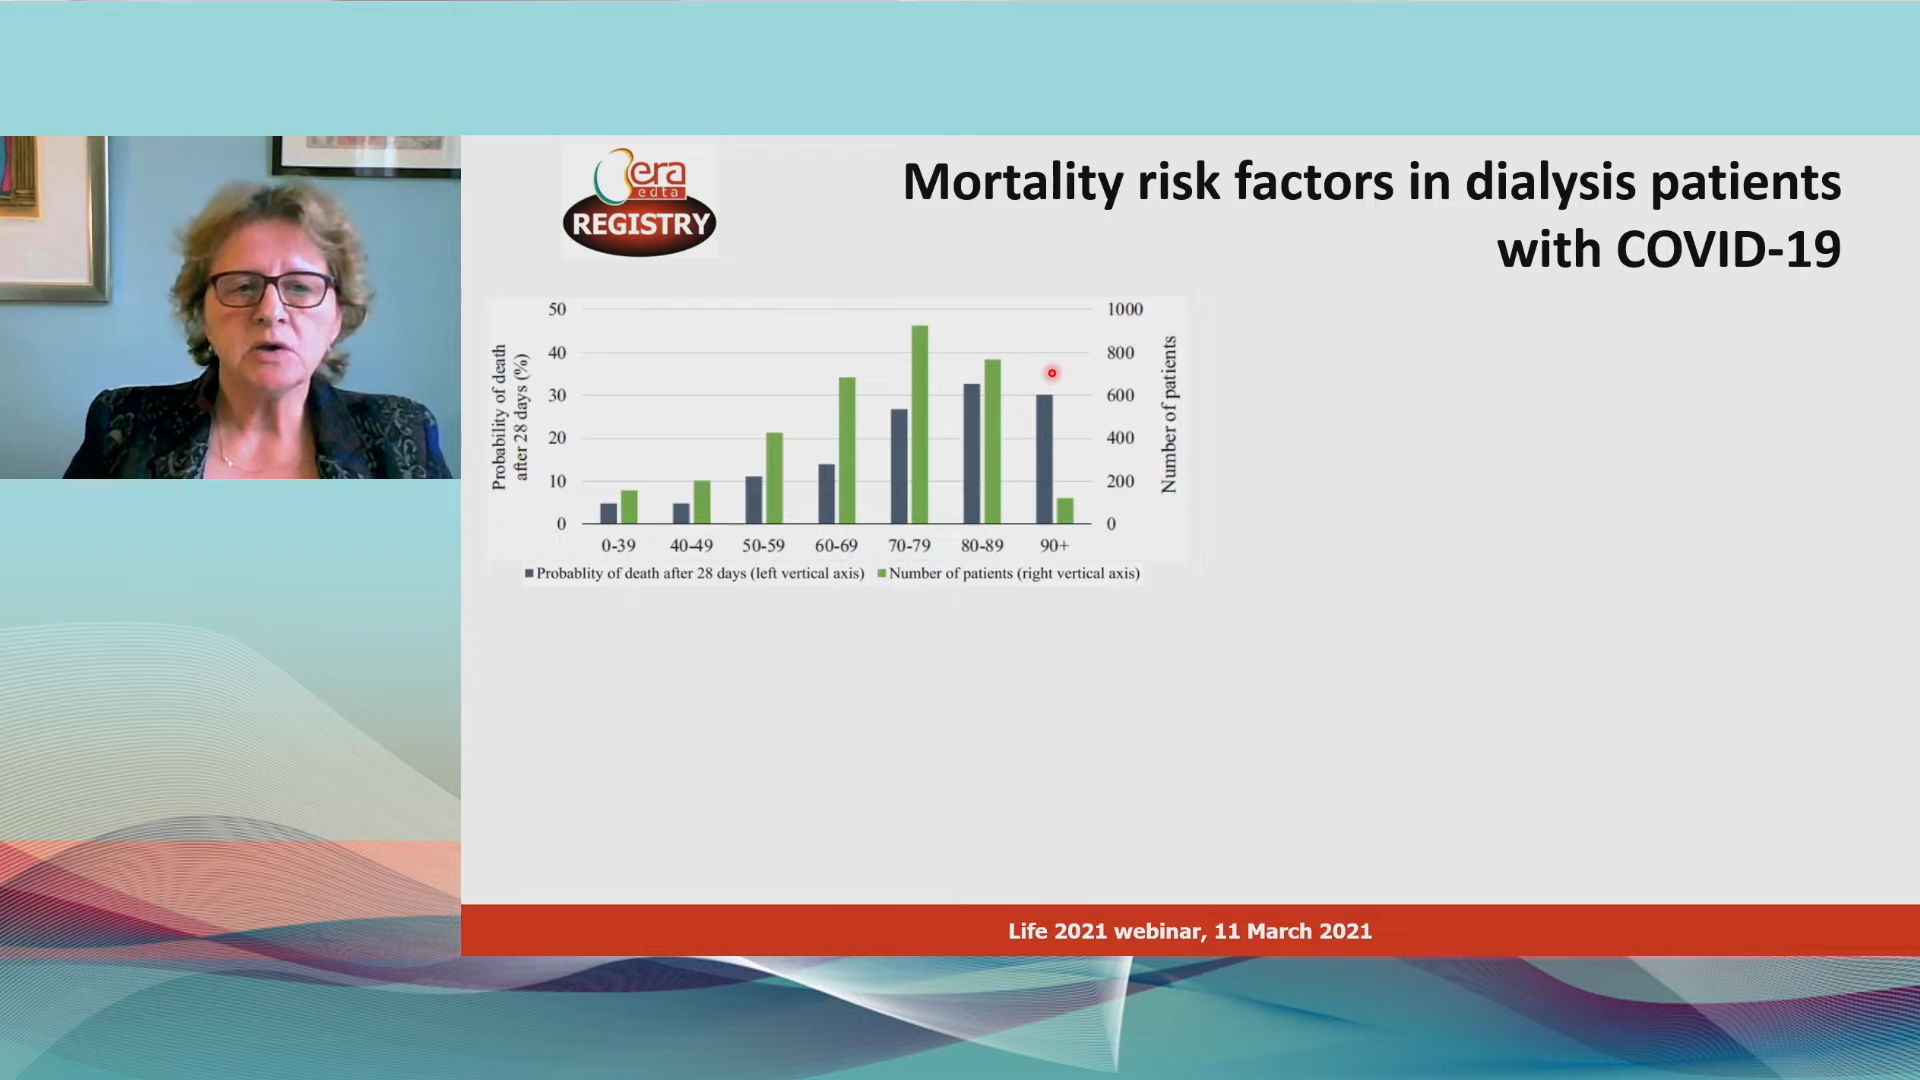 era
edta
REGISTRY
Mortality risk factors in dialysis patients
with COVID-19
Probability of death
after 28 days (%)
50
40
30
20
10
0
1000
800
600
400
200
0
Number of patients
0-39 40-49 50-59 60-69 70-79 80-89 90+
Probablity of death after 28 days (left vertical axis) Number of patients (right vertical axis)
Life 2021 webinar, 11 March 2021